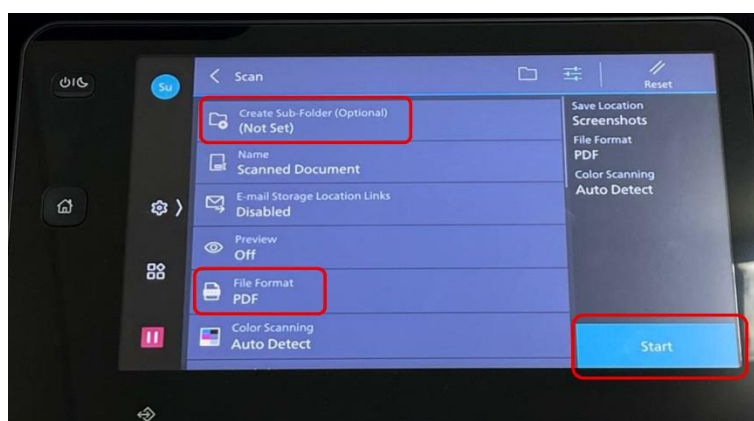 Su
Scan
Reset
Create Sub-Folder (Optional)
(Not Set)
Name
Scanned Document
E-mail Storage Location Links
Disabled
Preview
Off
File Format
PDF
Color Scanning
Auto Detect
Save Location
Screenshots
File Format
PDF
Color Scanning
Auto Detect
Start